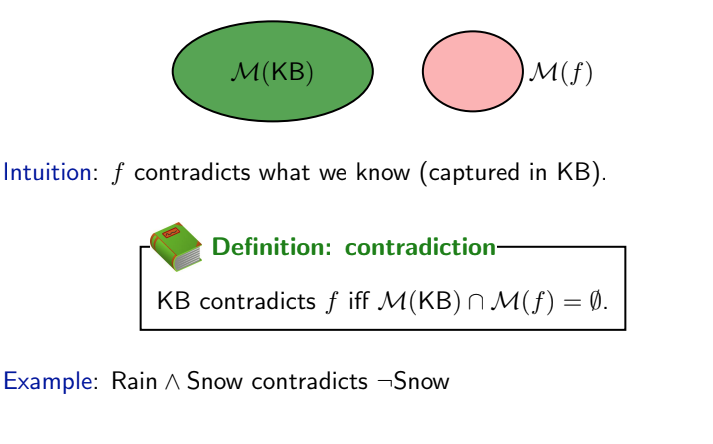 ℳ(KB) ℳ(f)
Intuition: f contradicts what we know (captured in KB).
Definition: contradiction
KB contradicts f iff ℳ(KB) ∩ ℳ(f) = ∅.
Example: Rain ∧ Snow contradicts ¬Snow